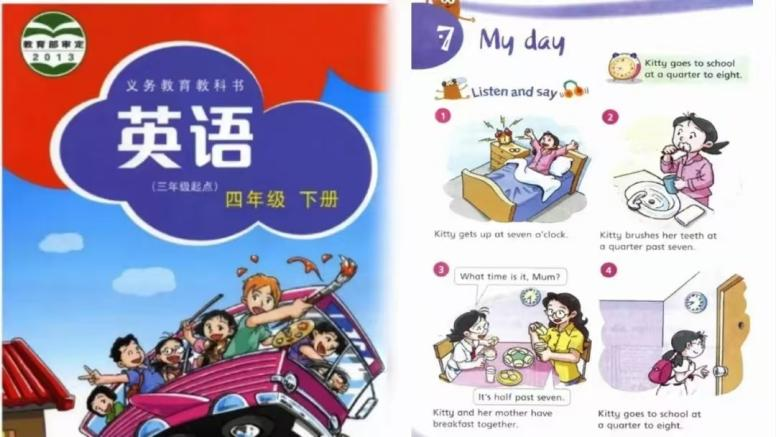 教育部审定
2013
义务教育教科书
英语
(三年级起点)
四年级 下册
7
My day
Kitty goes to school
at a quarter to eight.
Listen and say
1
Kitty gets up at seven o'clock.
2
Kitty brushes her teeth at
a quarter past seven.
3
What time is it, Mum?
It's half past seven.
Kitty and her mother have
breakfast together.
4
Kitty goes to school at
a quarter to eight.